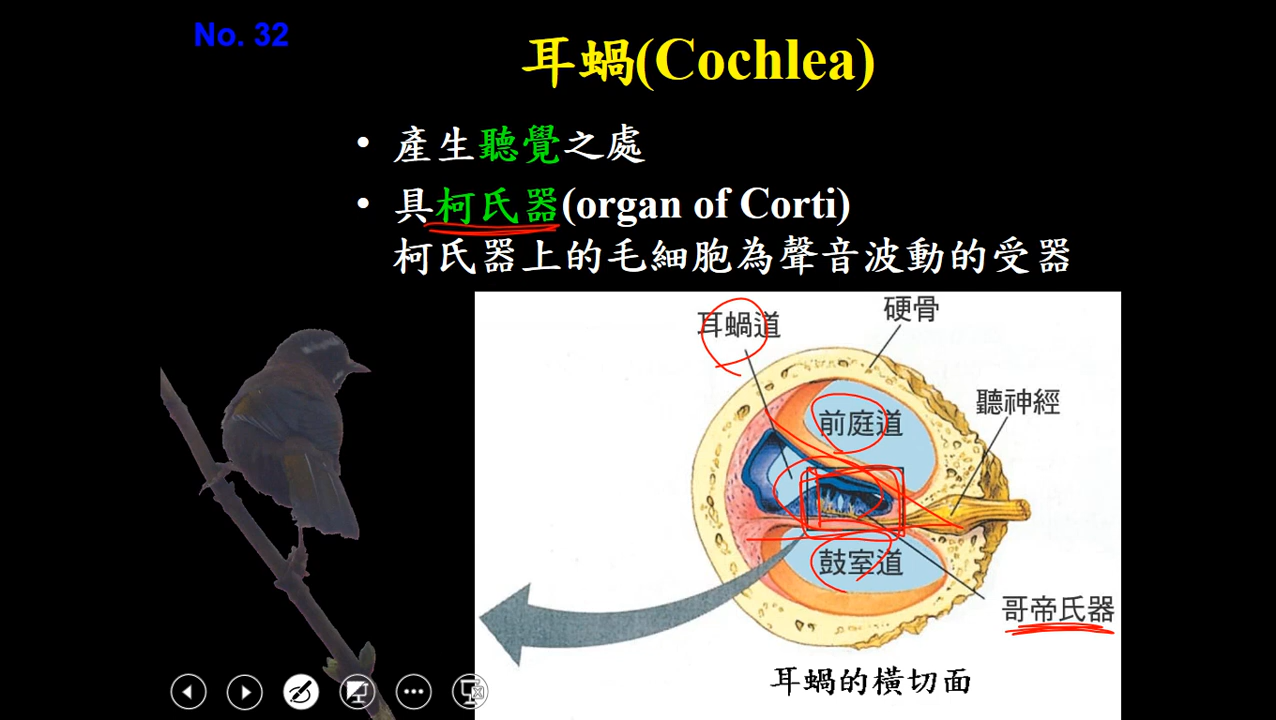 No. 32
耳蝸(Cochlea)
• 產生聽覺之處
• 具柯氏器(organ of Corti)
柯氏器上的毛細胞為聲音波動的受器
耳蝸道
硬骨
前庭道
聽神經
鼓室道
哥帝氏器
耳蝸的橫切面